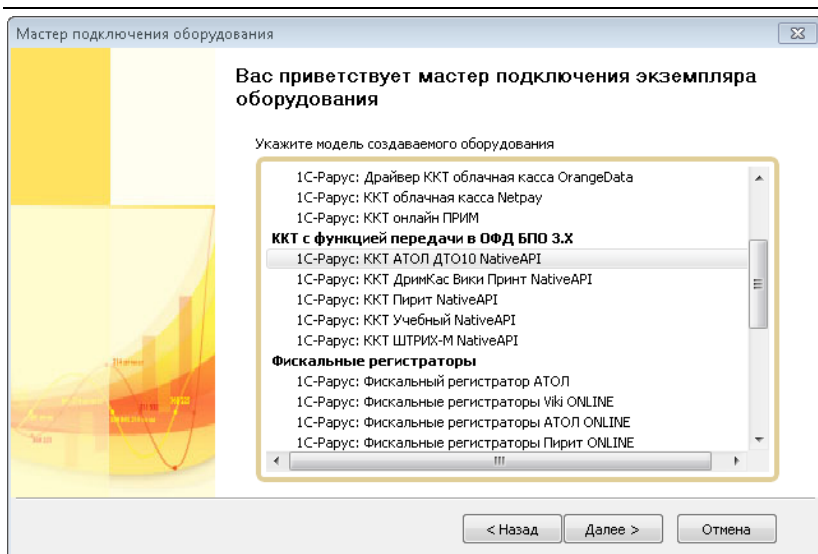 Мастер подключения оборудования
Вас приветствует мастер подключения экземпляра
оборудования
Укажите модель создаваемого оборудования
1С-Рарус: Драйвер ККТ облачная касса OrangeData
1С-Рарус: ККТ облачная касса Netpay
1С-Рарус: ККТ онлайн ПРИМ
ККТ с функцией передачи в ОФД БПО 3.X
1С-Рарус: ККТ АТОЛ ДТО10 NativeAPI
1С-Рарус: ККТ ДримКас Вики Принт NativeAPI
1С-Рарус: ККТ Пирит NativeAPI
1С-Рарус: ККТ Учебный NativeAPI
1С-Рарус: ККТ ШТРИХ-М NativeAPI
Фискальные регистраторы
1С-Рарус: Фискальный регистратор АТОЛ
1С-Рарус: Фискальные регистраторы Viki ONLINE
1С-Рарус: Фискальные регистраторы АТОЛ ONLINE
1С-Рарус: Фискальные регистраторы Пирит ONLINE
< Назад
Далее >
Отмена